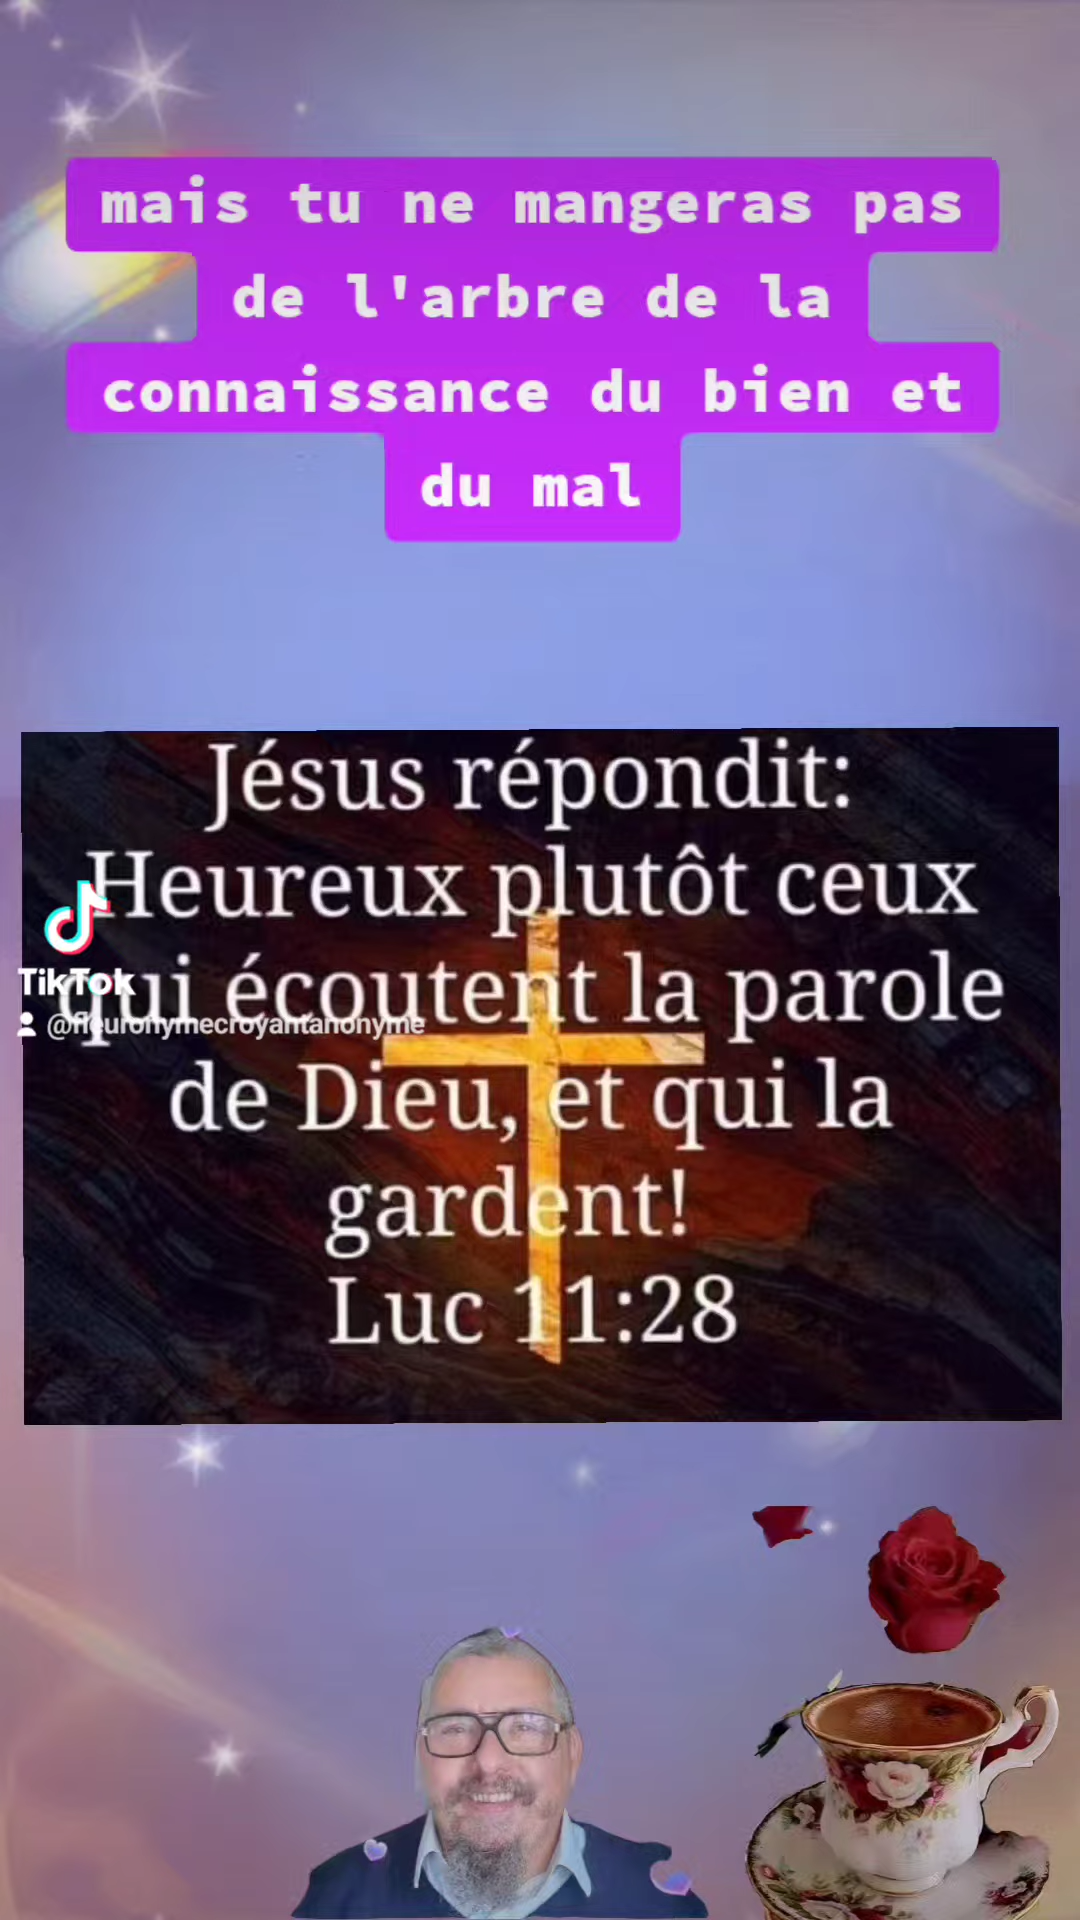 mais tu ne mangeras pas
de l'arbre de la
connaissance du bien et
du mal
Jésus répondit:
Heureux plutôt ceux
qui écoutent la parole
de Dieu, et qui la
gardent!
Luc 11:28
TikTok
@fleuronymecroyantanonyme